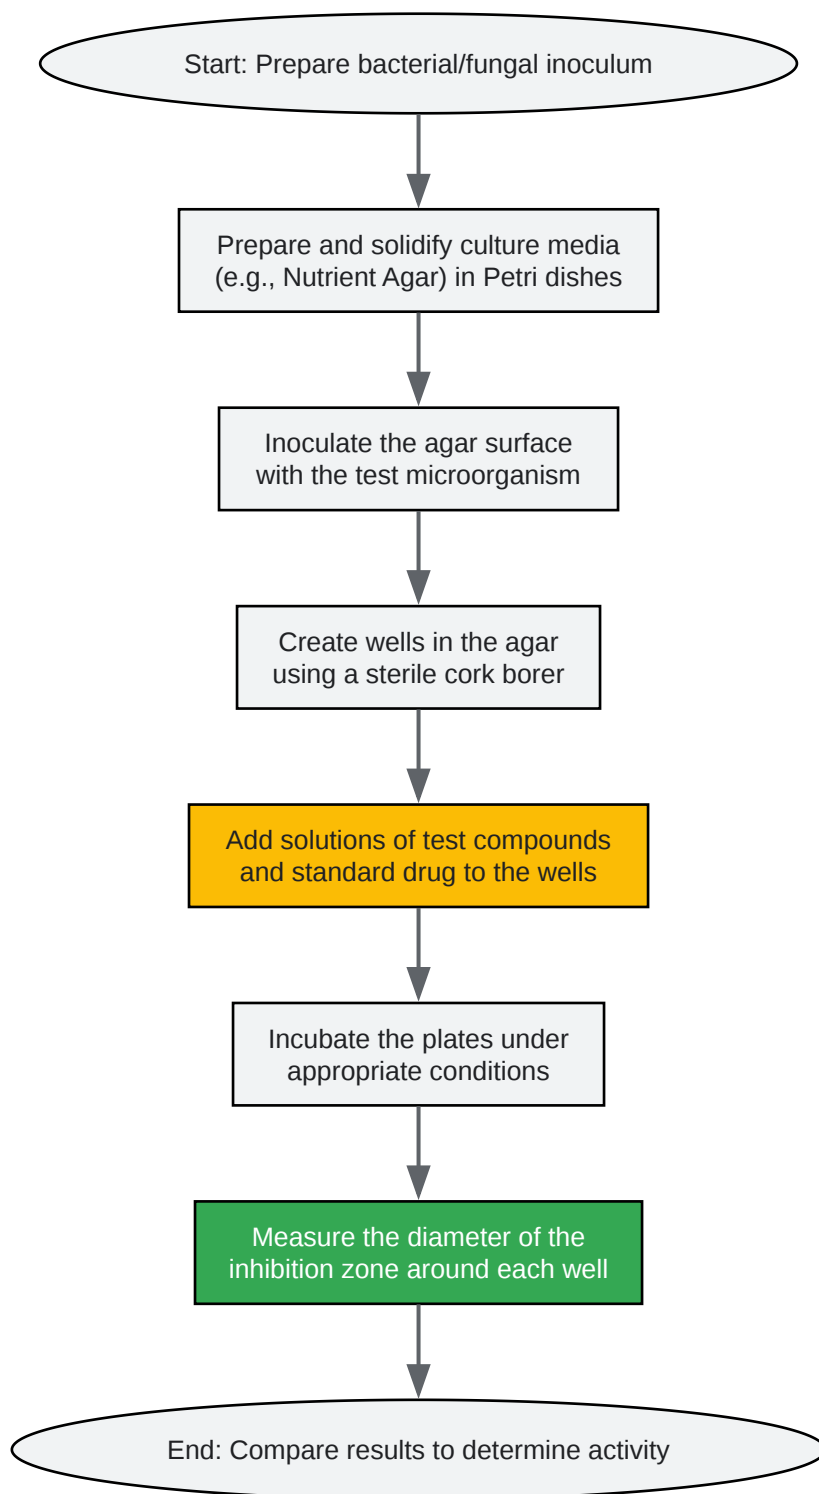 Start: Prepare bacterial/fungal inoculum
Prepare and solidify culture media
(e.g., Nutrient Agar) in Petri dishes
Inoculate the agar surface
with the test microorganism
Create wells in the agar
using a sterile cork borer
Add solutions of test compounds
and standard drug to the wells
Incubate the plates under
appropriate conditions
Measure the diameter of the
inhibition zone around each well
End: Compare results to determine activity